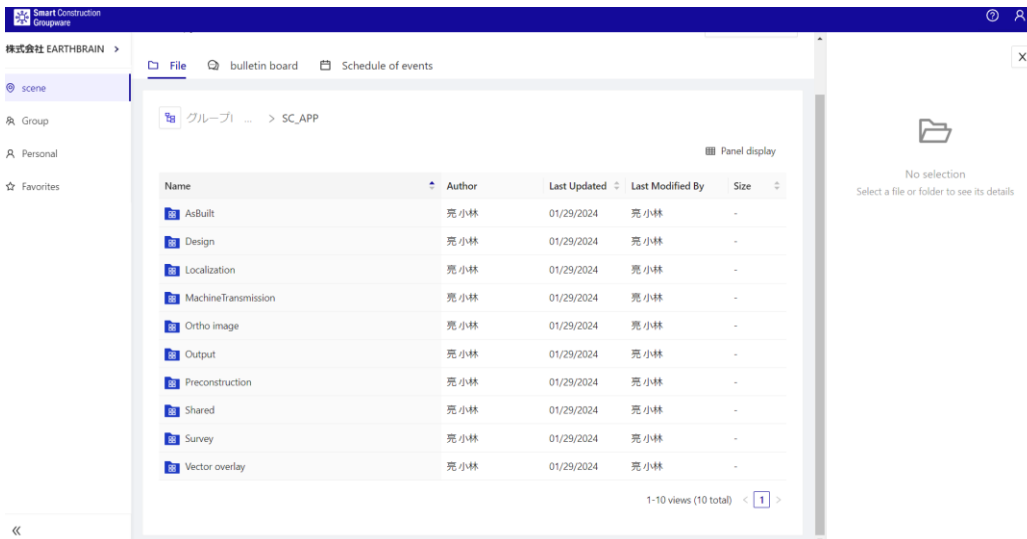 Smart Construction
Groupware
株式会社 EARTHBRAIN >
scene
Group
Personal
Favorites
File bulletin board Schedule of events
グループI ... > SC_APP
Panel display
Name Author Last Updated Last Modified By Size
AsBuilt 亮 小林 01/29/2024 亮 小林 -
Design 亮 小林 01/29/2024 亮 小林 -
Localization 亮 小林 01/29/2024 亮 小林 -
MachineTransmission 亮 小林 01/29/2024 亮 小林 -
Ortho image 亮 小林 01/29/2024 亮 小林 -
Output 亮 小林 01/29/2024 亮 小林 -
Preconstruction 亮 小林 01/29/2024 亮 小林 -
Shared 亮 小林 01/29/2024 亮 小林 -
Survey 亮 小林 01/29/2024 亮 小林 -
Vector overlay 亮 小林 01/29/2024 亮 小林 -
1-10 views (10 total) < 1 >
No selection
Select a file or folder to see its details